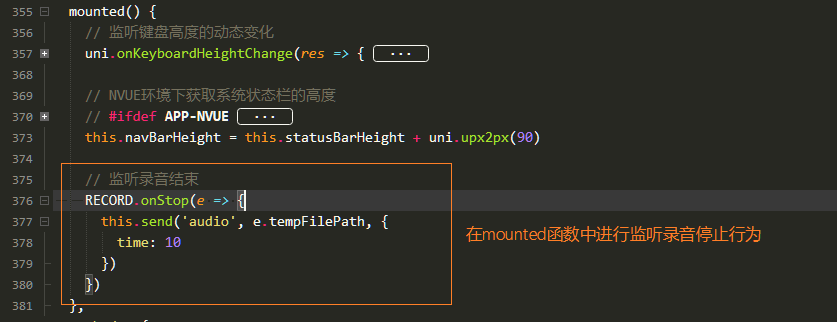 355 mounted() {
356 // 监听键盘高度的动态变化
357 uni.onKeyboardHeightChange(res => { ...
368
369 // NVUE环境下获取系统状态栏的高度
370 // #ifdef APP-NVUE ...
373 this.navBarHeight = this.statusBarHeight + uni.upx2px(90)
374
375 // 监听录音结束
376 RECORD.onStop(e => {
377 this.send('audio', e.tempFilePath, {
在mounted函数中进行监听录音停止行为
378 time: 10
379 })
380 })
381 },